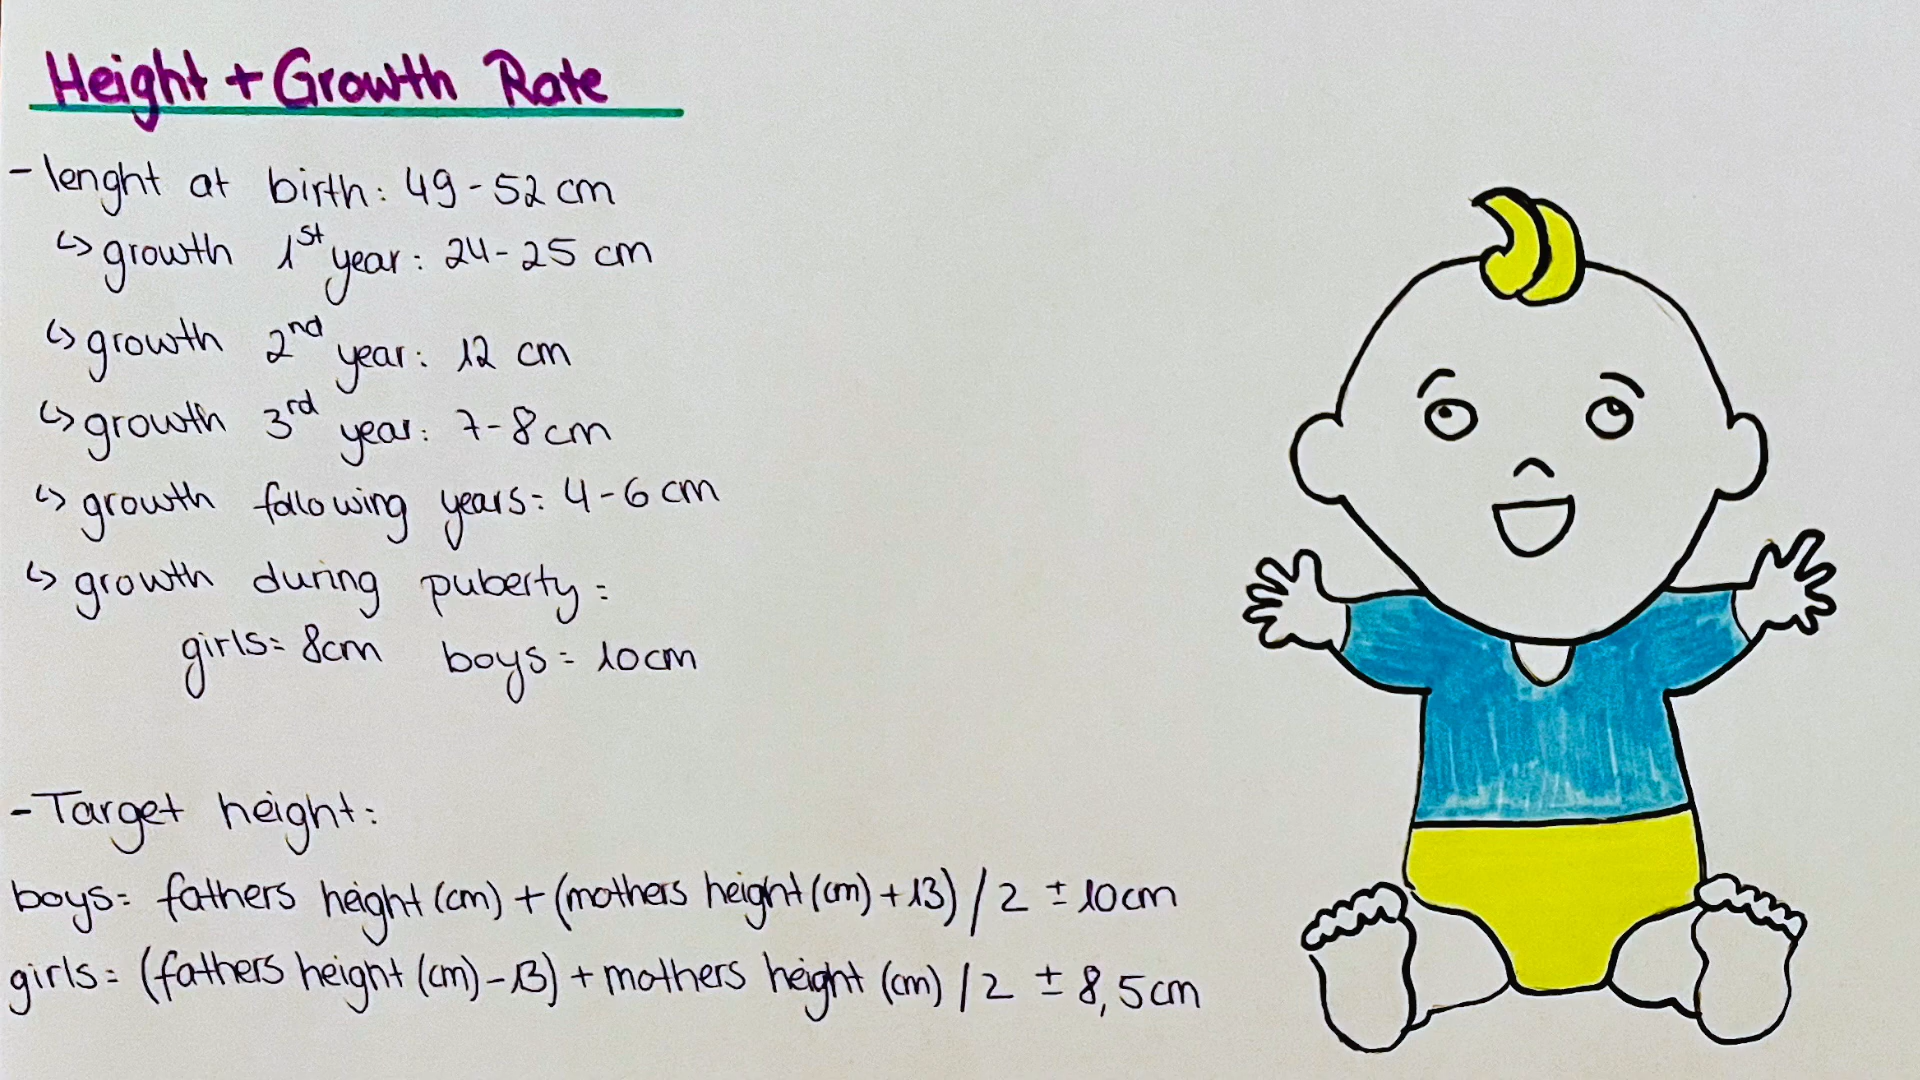 Height + Growth Rate
- lenght at birth: 49-52 cm
↳ growth 1st year: 24-25 cm
↳ growth 2nd year: 12 cm
↳ growth 3rd year: 7-8 cm
↳ growth following years: 4-6 cm
↳ growth during puberty:
girls: 8cm boys: 10cm
- Target height:
boys: fathers height (cm) + (mothers height (cm) + 13) / 2 ± 10cm
girls: (fathers height (cm) - 13) + mothers height (cm) / 2 ± 8,5cm